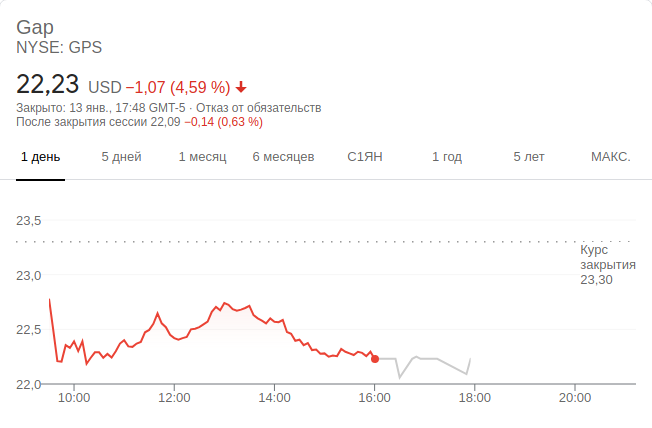 Gap
NYSE: GPS
22,23 USD −1,07 (4,59 %)
Закрыто: 13 янв., 17:48 GMT-5 · Отказ от обязательств
После закрытия сессии 22,09 −0,14 (0,63 %)
1 день 5 дней 1 месяц 6 месяцев С1ЯН 1 год 5 лет МАКС.
23,5
Курс
закрытия
23,30
23,0
22,5
22,0
10:00 12:00 14:00 16:00 18:00 20:00